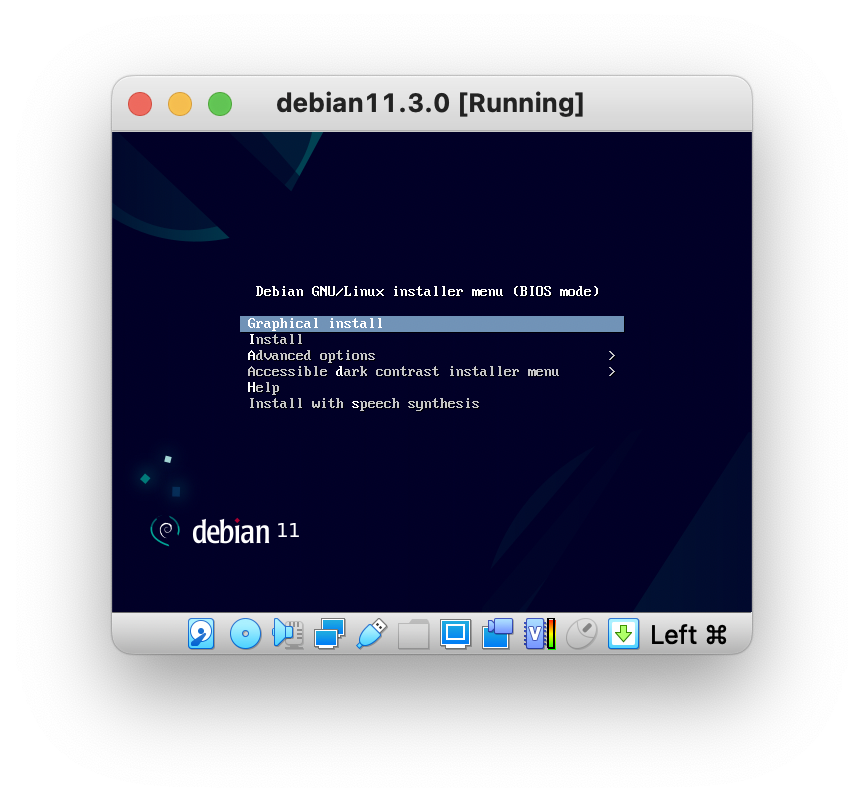 debian11.3.0 [Running]
Debian GNU/Linux installer menu (BIOS mode)
Graphical install
Install
Advanced options >
Accessible dark contrast installer menu >
Help
Install with speech synthesis
debian 11
V
Left ⌘